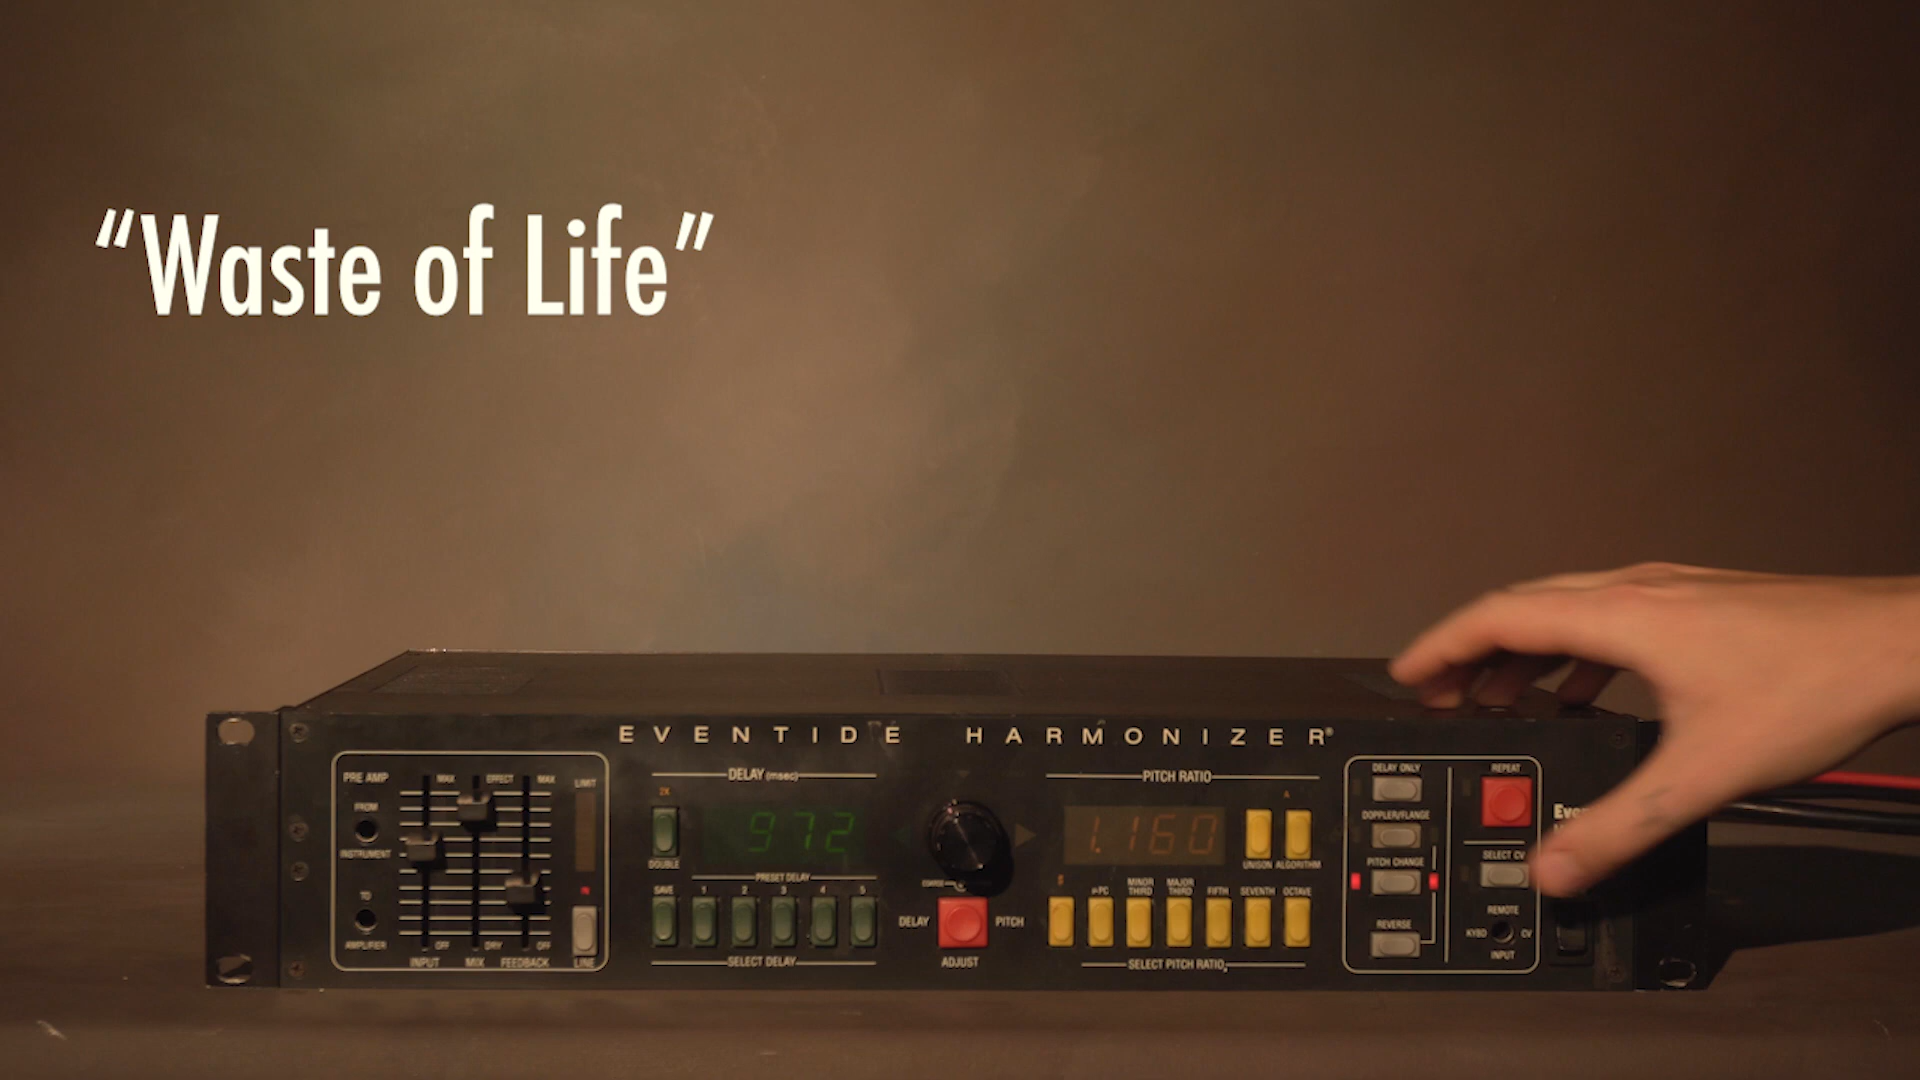 “Waste of Life”
EVENTIDE HARMONIZER®
PRE AMP
MAX
EFFECT
MAX
LIMIT
FROM
INSTRUMENT
TO
AMPLIFIER
OFF
DRY
OFF
INPUT
MIX
FEEDBACK
IN
LINE
DELAY (msec)
2X
972
DOUBLE
PRESET DELAY
SAVE
1
2
3
4
5
SELECT DELAY
COARSE
DELAY
PITCH
ADJUST
PITCH RATIO
1.160
UNISON
ALGORITHM
A
μ-PC
MINOR THIRD
MAJOR THIRD
FIFTH
SEVENTH
OCTAVE
SELECT PITCH RATIO
DELAY ONLY
DOPPLER/FLANGE
PITCH CHANGE
REVERSE
REPEAT
SELECT CV
REMOTE
KYBD
CV
INPUT